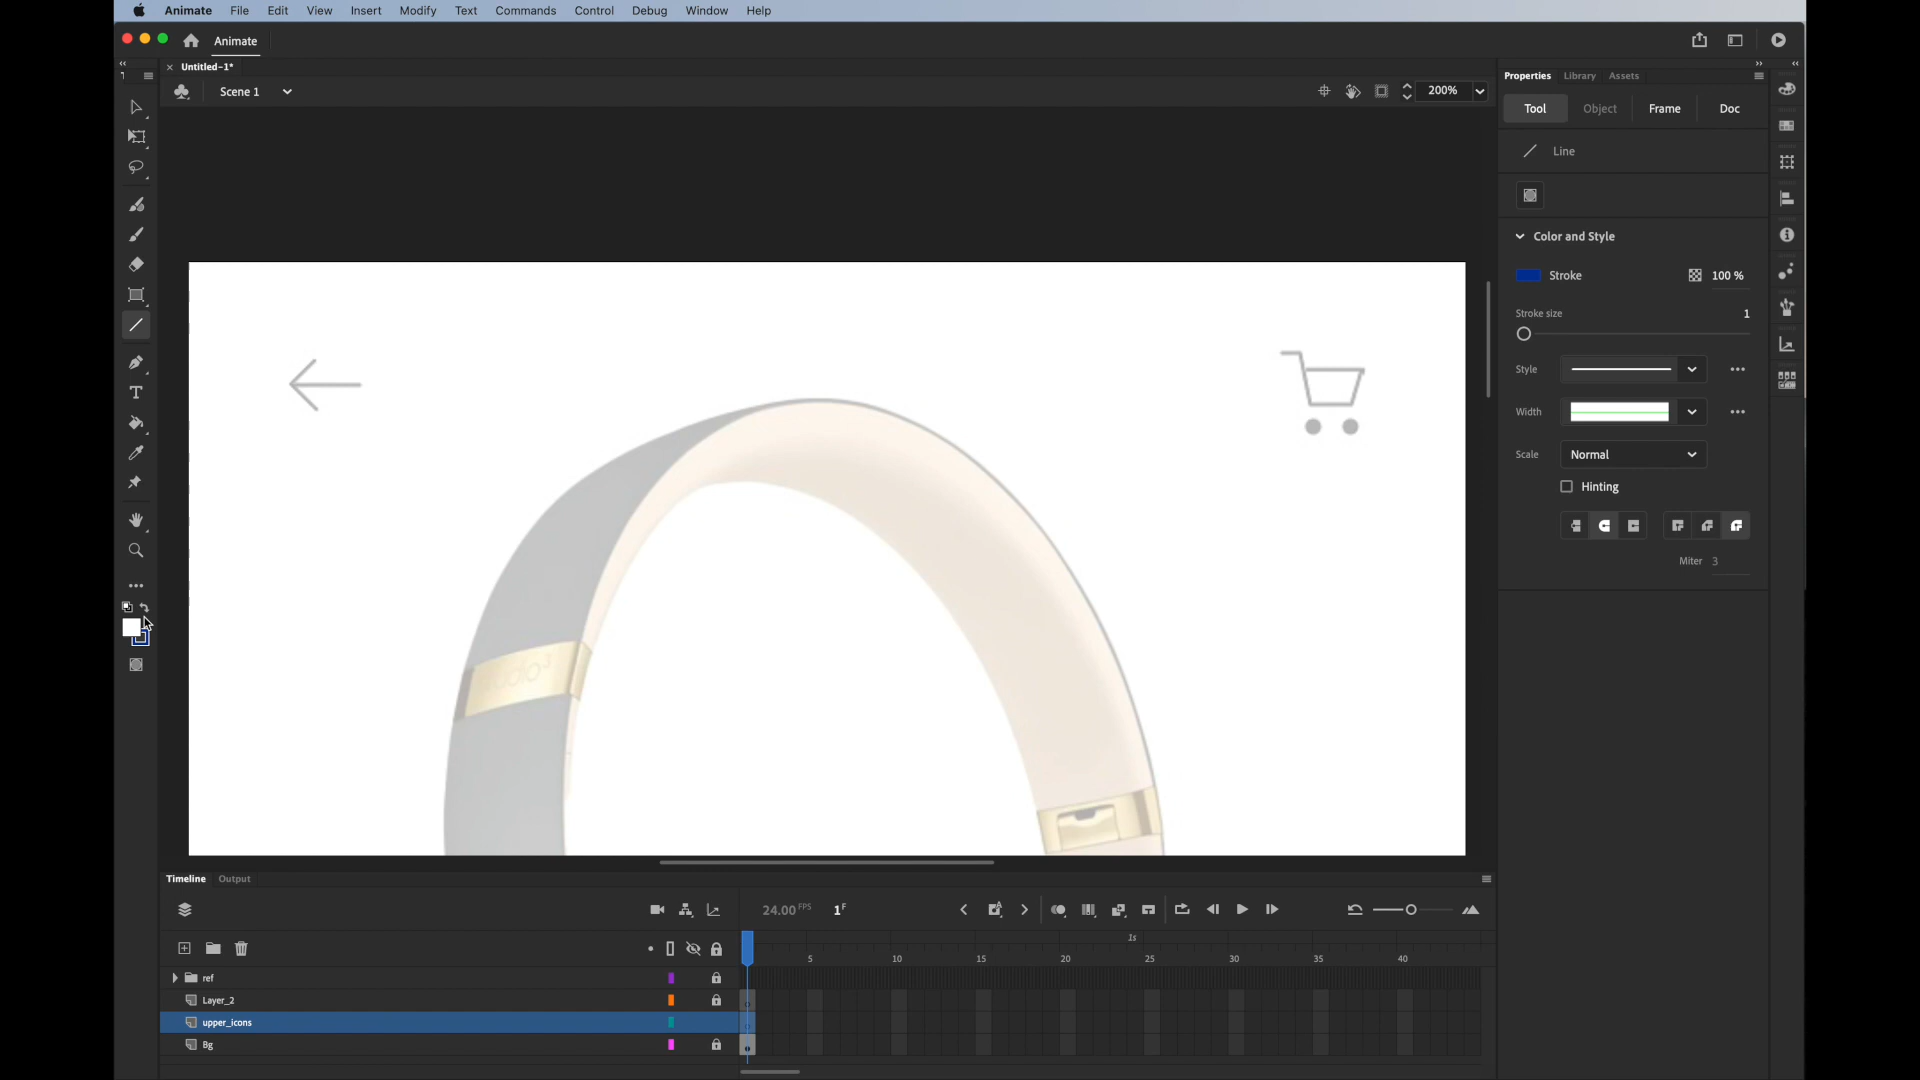 Animate File Edit View Insert Modify Text Commands Control Debug Window Help
Animate
Untitled-1*
Scene 1
200%
Properties Library Assets
Tool Object Frame Doc
Line
Color and Style
Stroke 100 %
Stroke size 1
Style
Width
Scale Normal
Hinting
Miter 3
Timeline Output
24.00 FPS 1 F
1s
5 10 15 20 25 30 35 40
ref
Layer_2
upper_icons
Bg